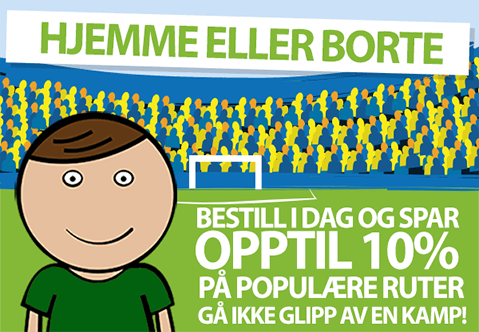 HJEMME ELLER BORTE
BESTILL I DAG OG SPAR
OPPTIL 10%
PÅ POPULÆRE RUTER
GÅ IKKE GLIPP AV EN KAMP!